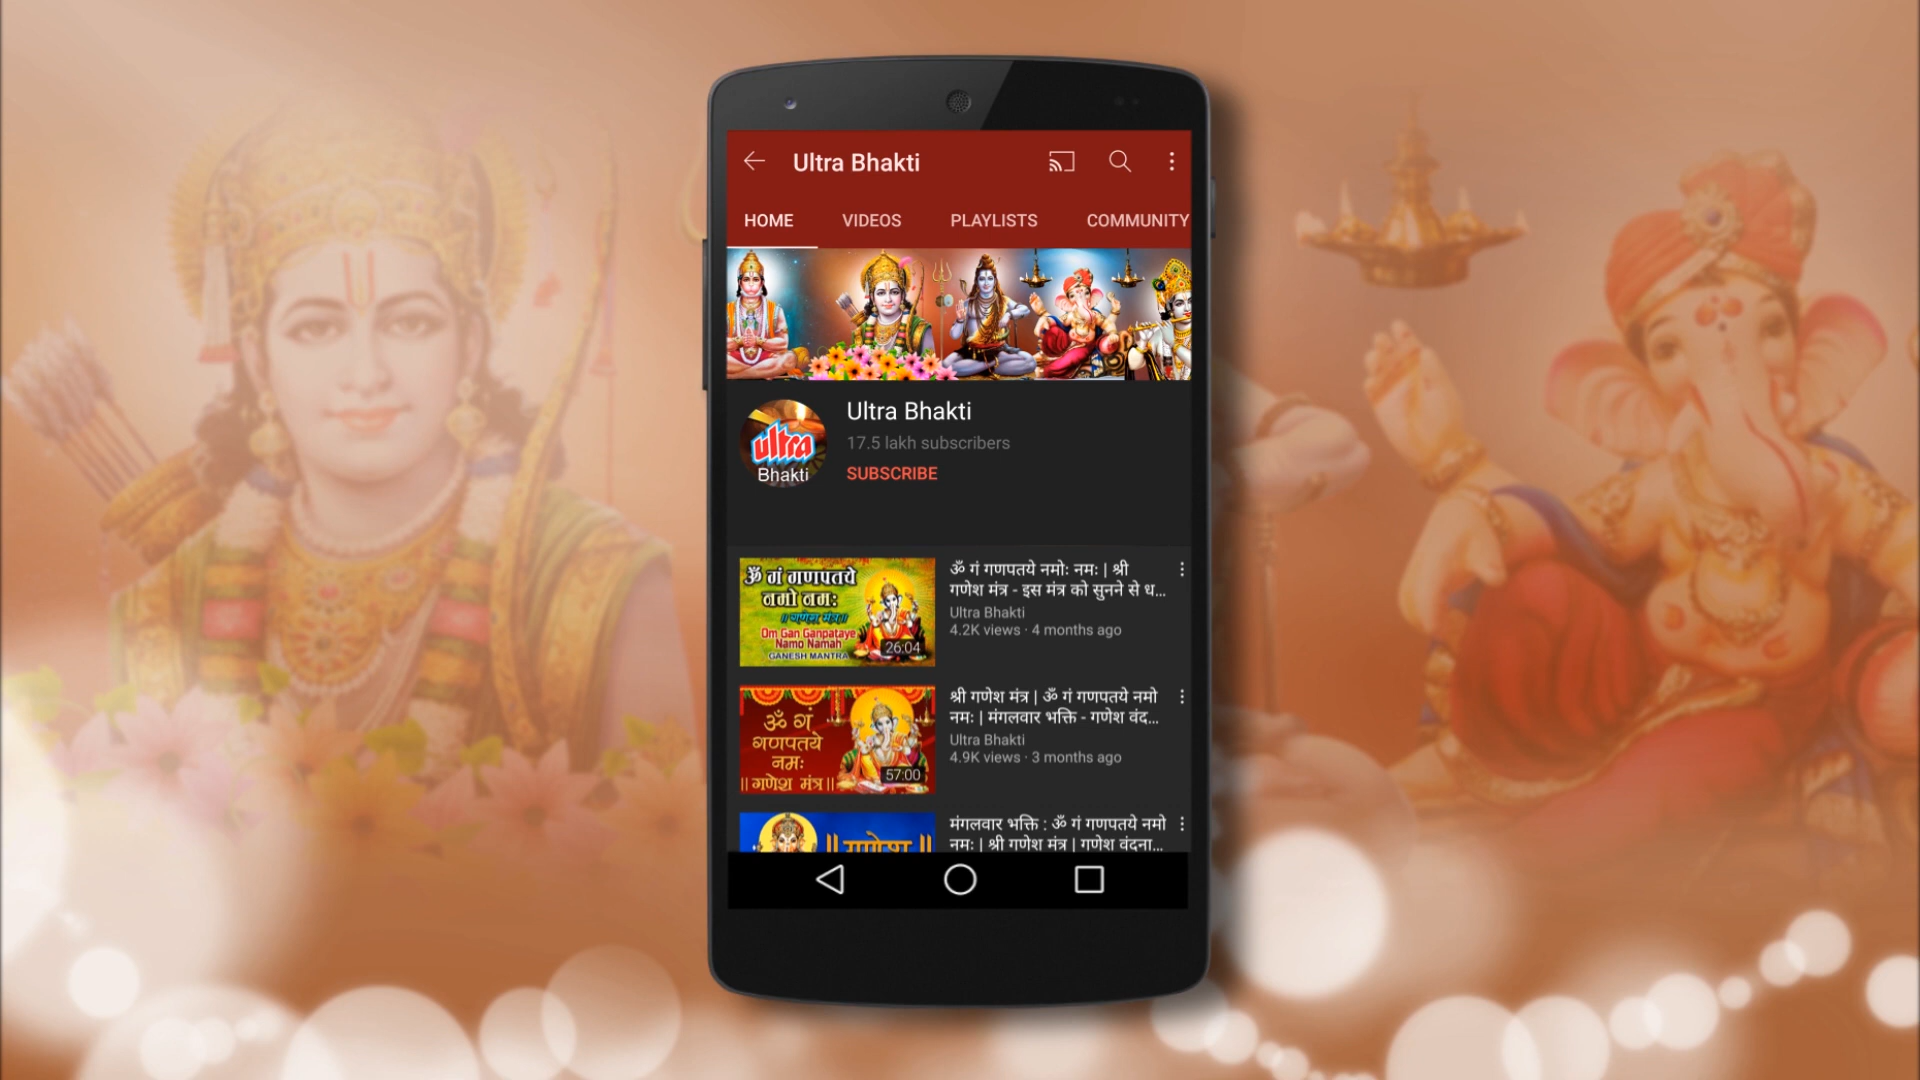 Ultra Bhakti
HOME VIDEOS PLAYLISTS COMMUNITY
ultra
Bhakti
Ultra Bhakti
17.5 lakh subscribers
SUBSCRIBE
ॐ गं गणपतये
नमो नमः
॥ गणेश मंत्र॥
Om Gan Ganpataye
Namo Namah
GANESH MANTRA
26:04
ॐ गं गणपतये नमोः नमः | श्री
गणेश मंत्र - इस मंत्र को सुनने से ध...
Ultra Bhakti
4.2K views · 4 months ago
ॐ गं
गणपतये
नमः
॥गणेश मंत्र॥
57:00
श्री गणेश मंत्र | ॐ गं गणपतये नमो
नमः | मंगलवार भक्ति - गणेश वंद...
Ultra Bhakti
4.9K views · 3 months ago
॥ गणेश ॥
मंगलवार भक्ति : ॐ गं गणपतये नमो
नमः | श्री गणेश मंत्र | गणेश वंदना...